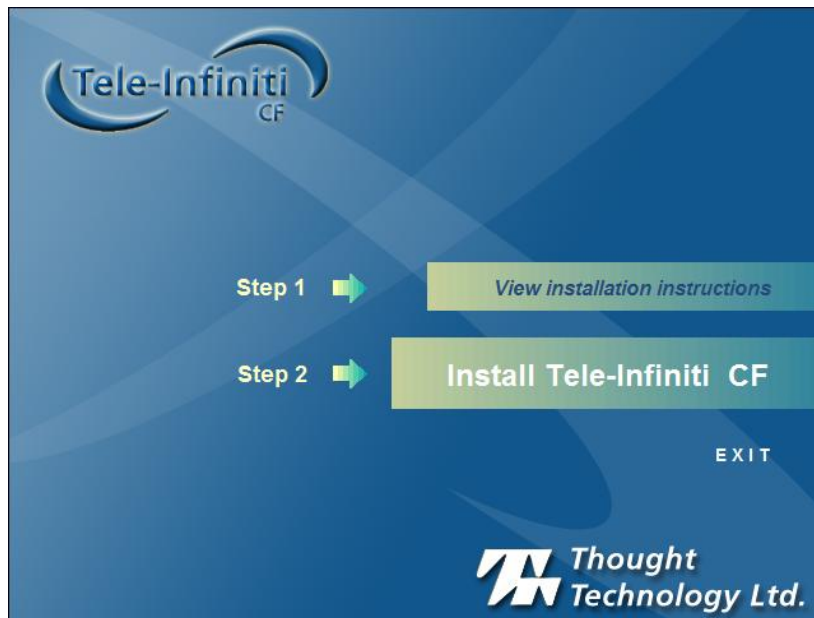 Tele-Infiniti
CF
Step 1
View installation instructions
Step 2
Install Tele-Infiniti CF
EXIT
Thought
Technology Ltd.